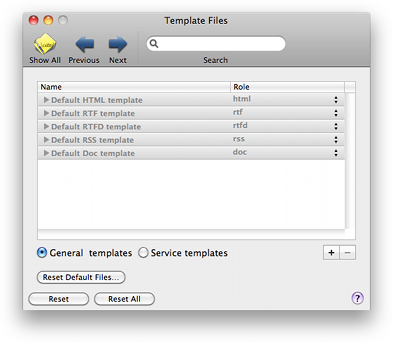 Template Files
Show All Previous Next Search
Name Role
Default HTML template html
Default RTF template rtf
Default RTFD template rtfd
Default RSS template rss
Default Doc template doc
General templates Service templates + −
Reset Default Files...
Reset Reset All ?